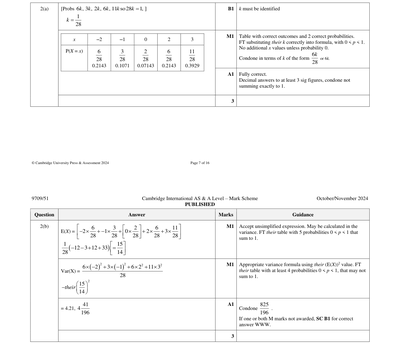 2(a)
[Probs 6k, 3k, 2k, 6k, 11k so 28k = 1, ]
k = 1/28
B1
k must be identified
x −2 −1 0 2 3
P(X = x) 6/28 3/28 2/28 6/28 11/28
0.2143 0.1071 0.07143 0.2143 0.3929
M1
Table with correct outcomes and 2 correct probabilities.
FT substituting their k correctly into formula, with 0 < p < 1.
No additional x values unless probability 0.
Condone in terms of k of the form 6k/28 or
A1
Fully correct.
Decimal answers to at least 3 sig figures, condone not
summing exactly to 1.
3
© Cambridge University Press & Assessment 2024
Page 7 of 16
9709/51
Cambridge International AS & A Level – Mark Scheme
PUBLISHED
October/November 2024
Question Answer Marks Guidance
2(b)
E(X) = [−2 × 6/28 + −1 × 3/28 [+ 0 × 2/28] + 2 × 6/28 + 3 × 11/28]
1/28 (−12 − 3 + 12 + 33) [= 15/14]
M1
Accept unsimplified expression. May be calculated in the
variance. FT their table with 5 probabilities 0 < p < 1 that
sum to 1.
Var(X) = (6 × (−2)² + 3 × (−1)² + 6 × 2² + 11 × 3²)/28
− their (15/14)²
M1
Appropriate variance formula using their (E(X))² value. FT
their table with at least 4 probabilities 0 < p < 1, that may not
sum to 1.
= 4.21, 4 41/196
A1
Condone 825/196.
If one or both M marks not awarded, SC B1 for correct
answer WWW.
3